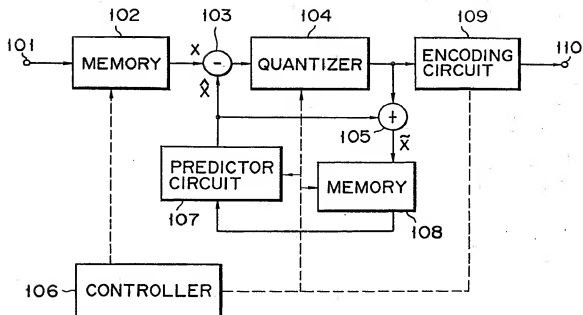 102
103
104
109
101
MEMORY
X
-
QUANTIZER
ENCODING
CIRCUIT
110
X̂
+
105
X̃
PREDICTOR
CIRCUIT
MEMORY
107
108
106
CONTROLLER